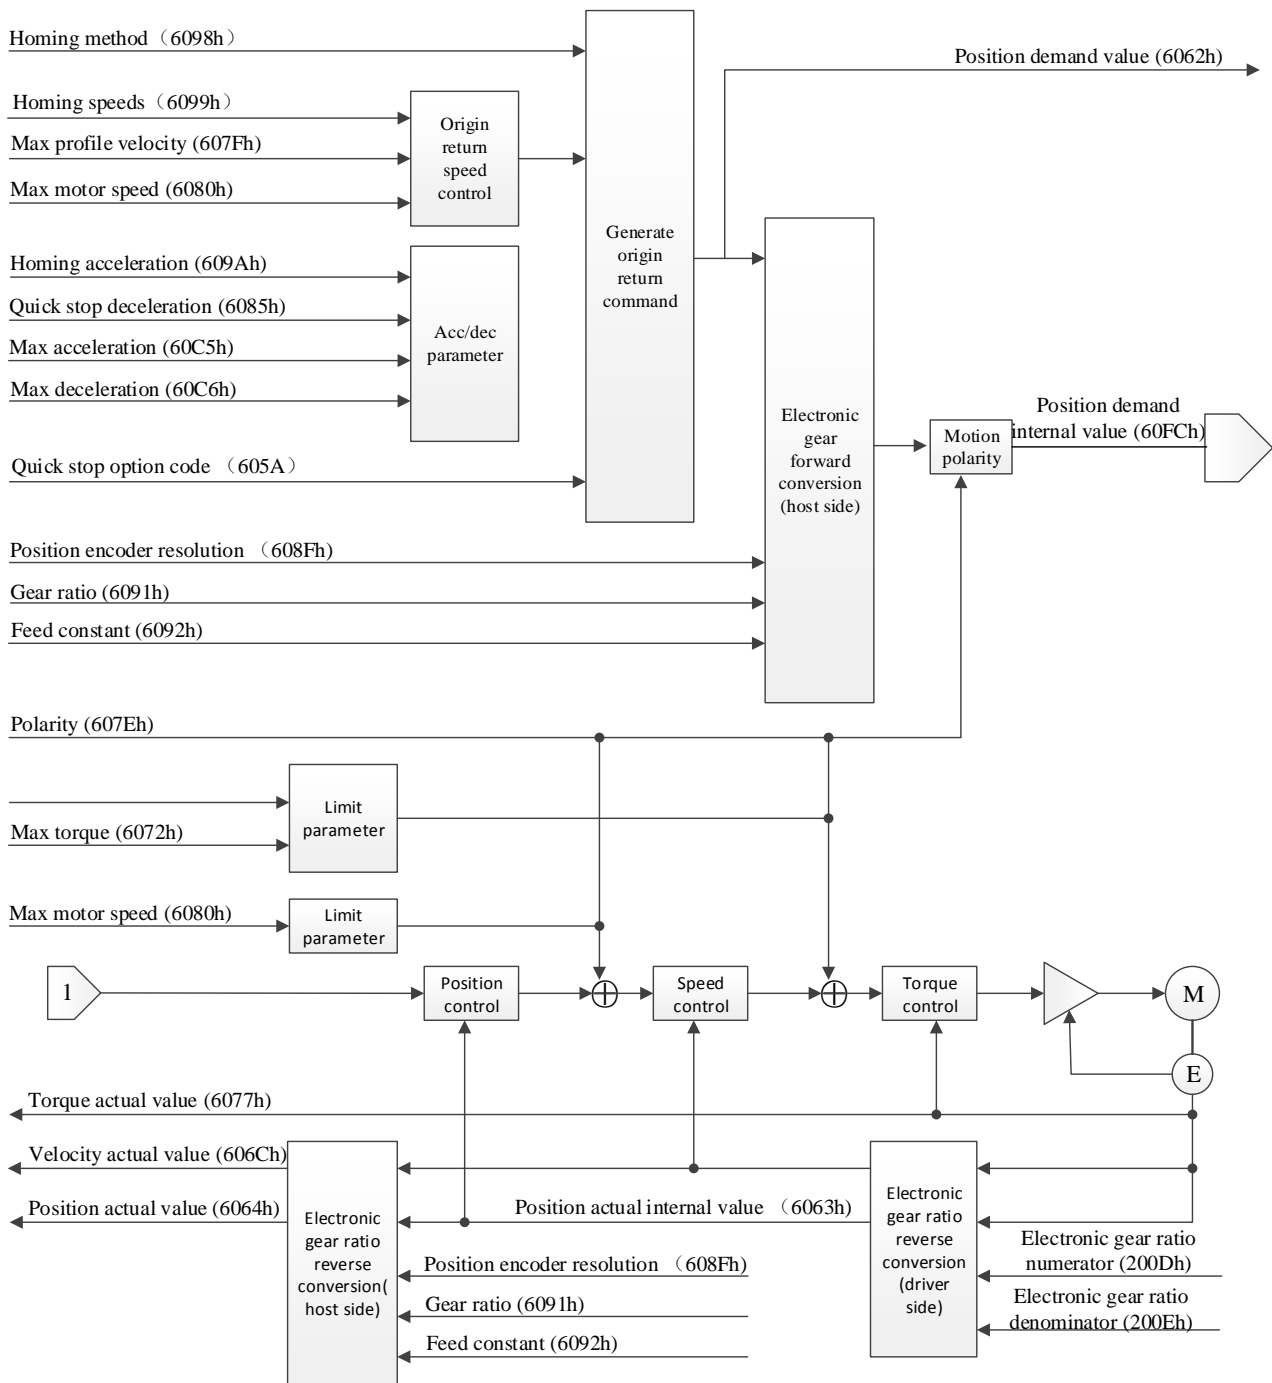 Homing method（6098h）
Position demand value (6062h)
Homing speeds（6099h）
Max profile velocity (607Fh)
Max motor speed (6080h)
Origin
return
speed
control
Homing acceleration (609Ah)
Quick stop deceleration (6085h)
Max acceleration (60C5h)
Max deceleration (60C6h)
Acc/dec
parameter
Generate
origin
return
command
Quick stop option code （605A）
Electronic
gear
forward
conversion
(host side)
Motion
polarity
Position demand
internal value (60FCh)
Position encoder resolution （608Fh)
Gear ratio (6091h)
Feed constant (6092h)
Polarity (607Eh)
Limit
parameter
Max torque (6072h)
Max motor speed (6080h)
Limit
parameter
1
Position
control
Speed
control
Torque
control
M
E
Torque actual value (6077h)
Velocity actual value (606Ch)
Position actual value (6064h)
Electronic
gear ratio
reverse
conversion(
host side)
Position actual internal value （6063h)
Position encoder resolution （608Fh)
Gear ratio (6091h)
Feed constant (6092h)
Electronic
gear ratio
reverse
conversion
(driver
side)
Electronic gear ratio
numerator (200Dh)
Electronic gear ratio
denominator (200Eh)